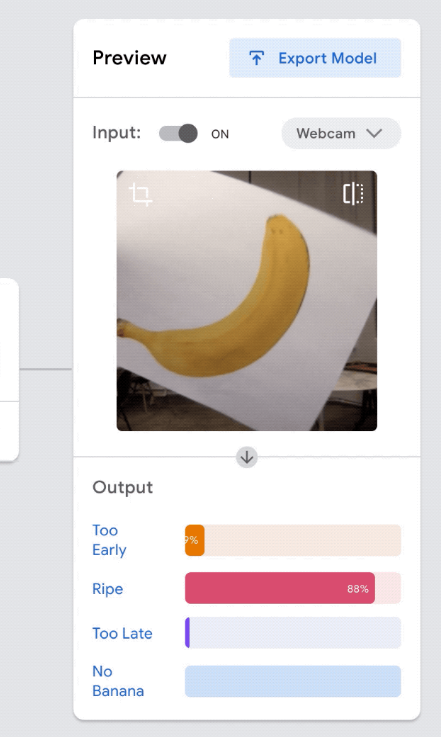 Preview
Export Model
Input:
ON
Webcam
Output
Too
Early
9%
Ripe
88%
Too Late
No
Banana